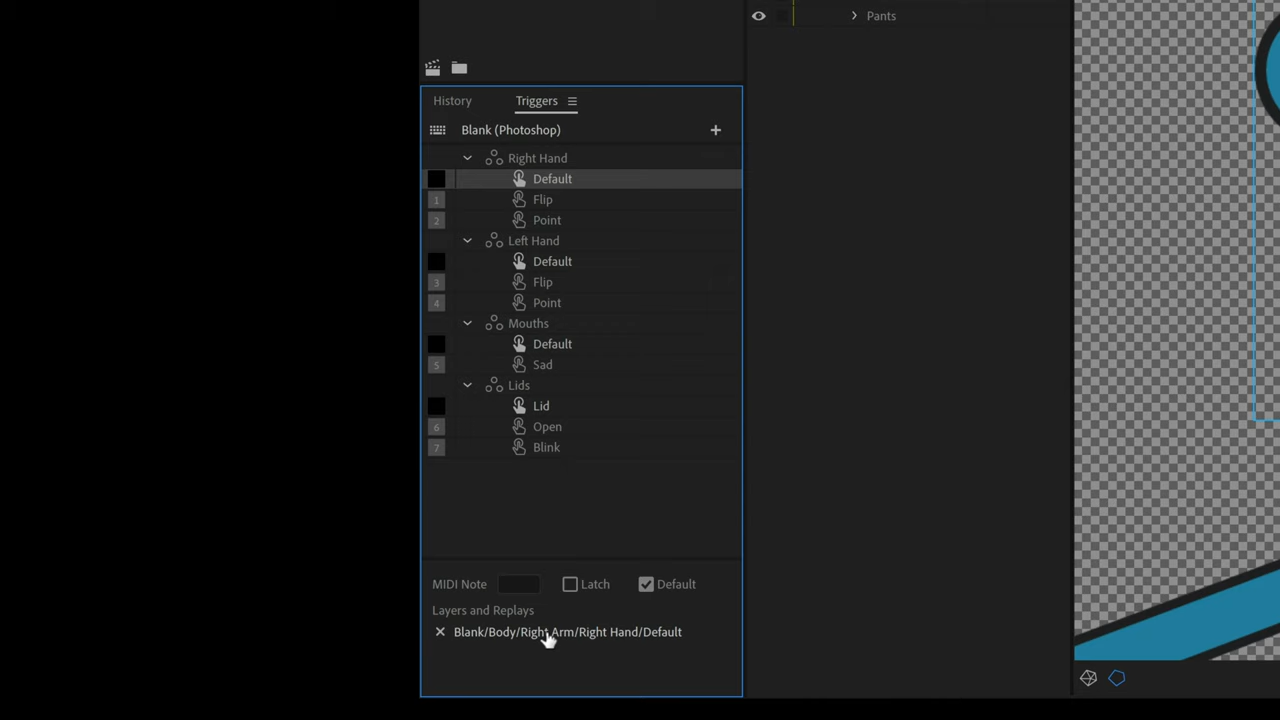 Pants
History Triggers
Blank (Photoshop)
Right Hand
Default
1 Flip
2 Point
Left Hand
Default
3 Flip
4 Point
Mouths
Default
5 Sad
Lids
Lid
6 Open
7 Blink
MIDI Note Latch Default
Layers and Replays
Blank/Body/Right Arm/Right Hand/Default